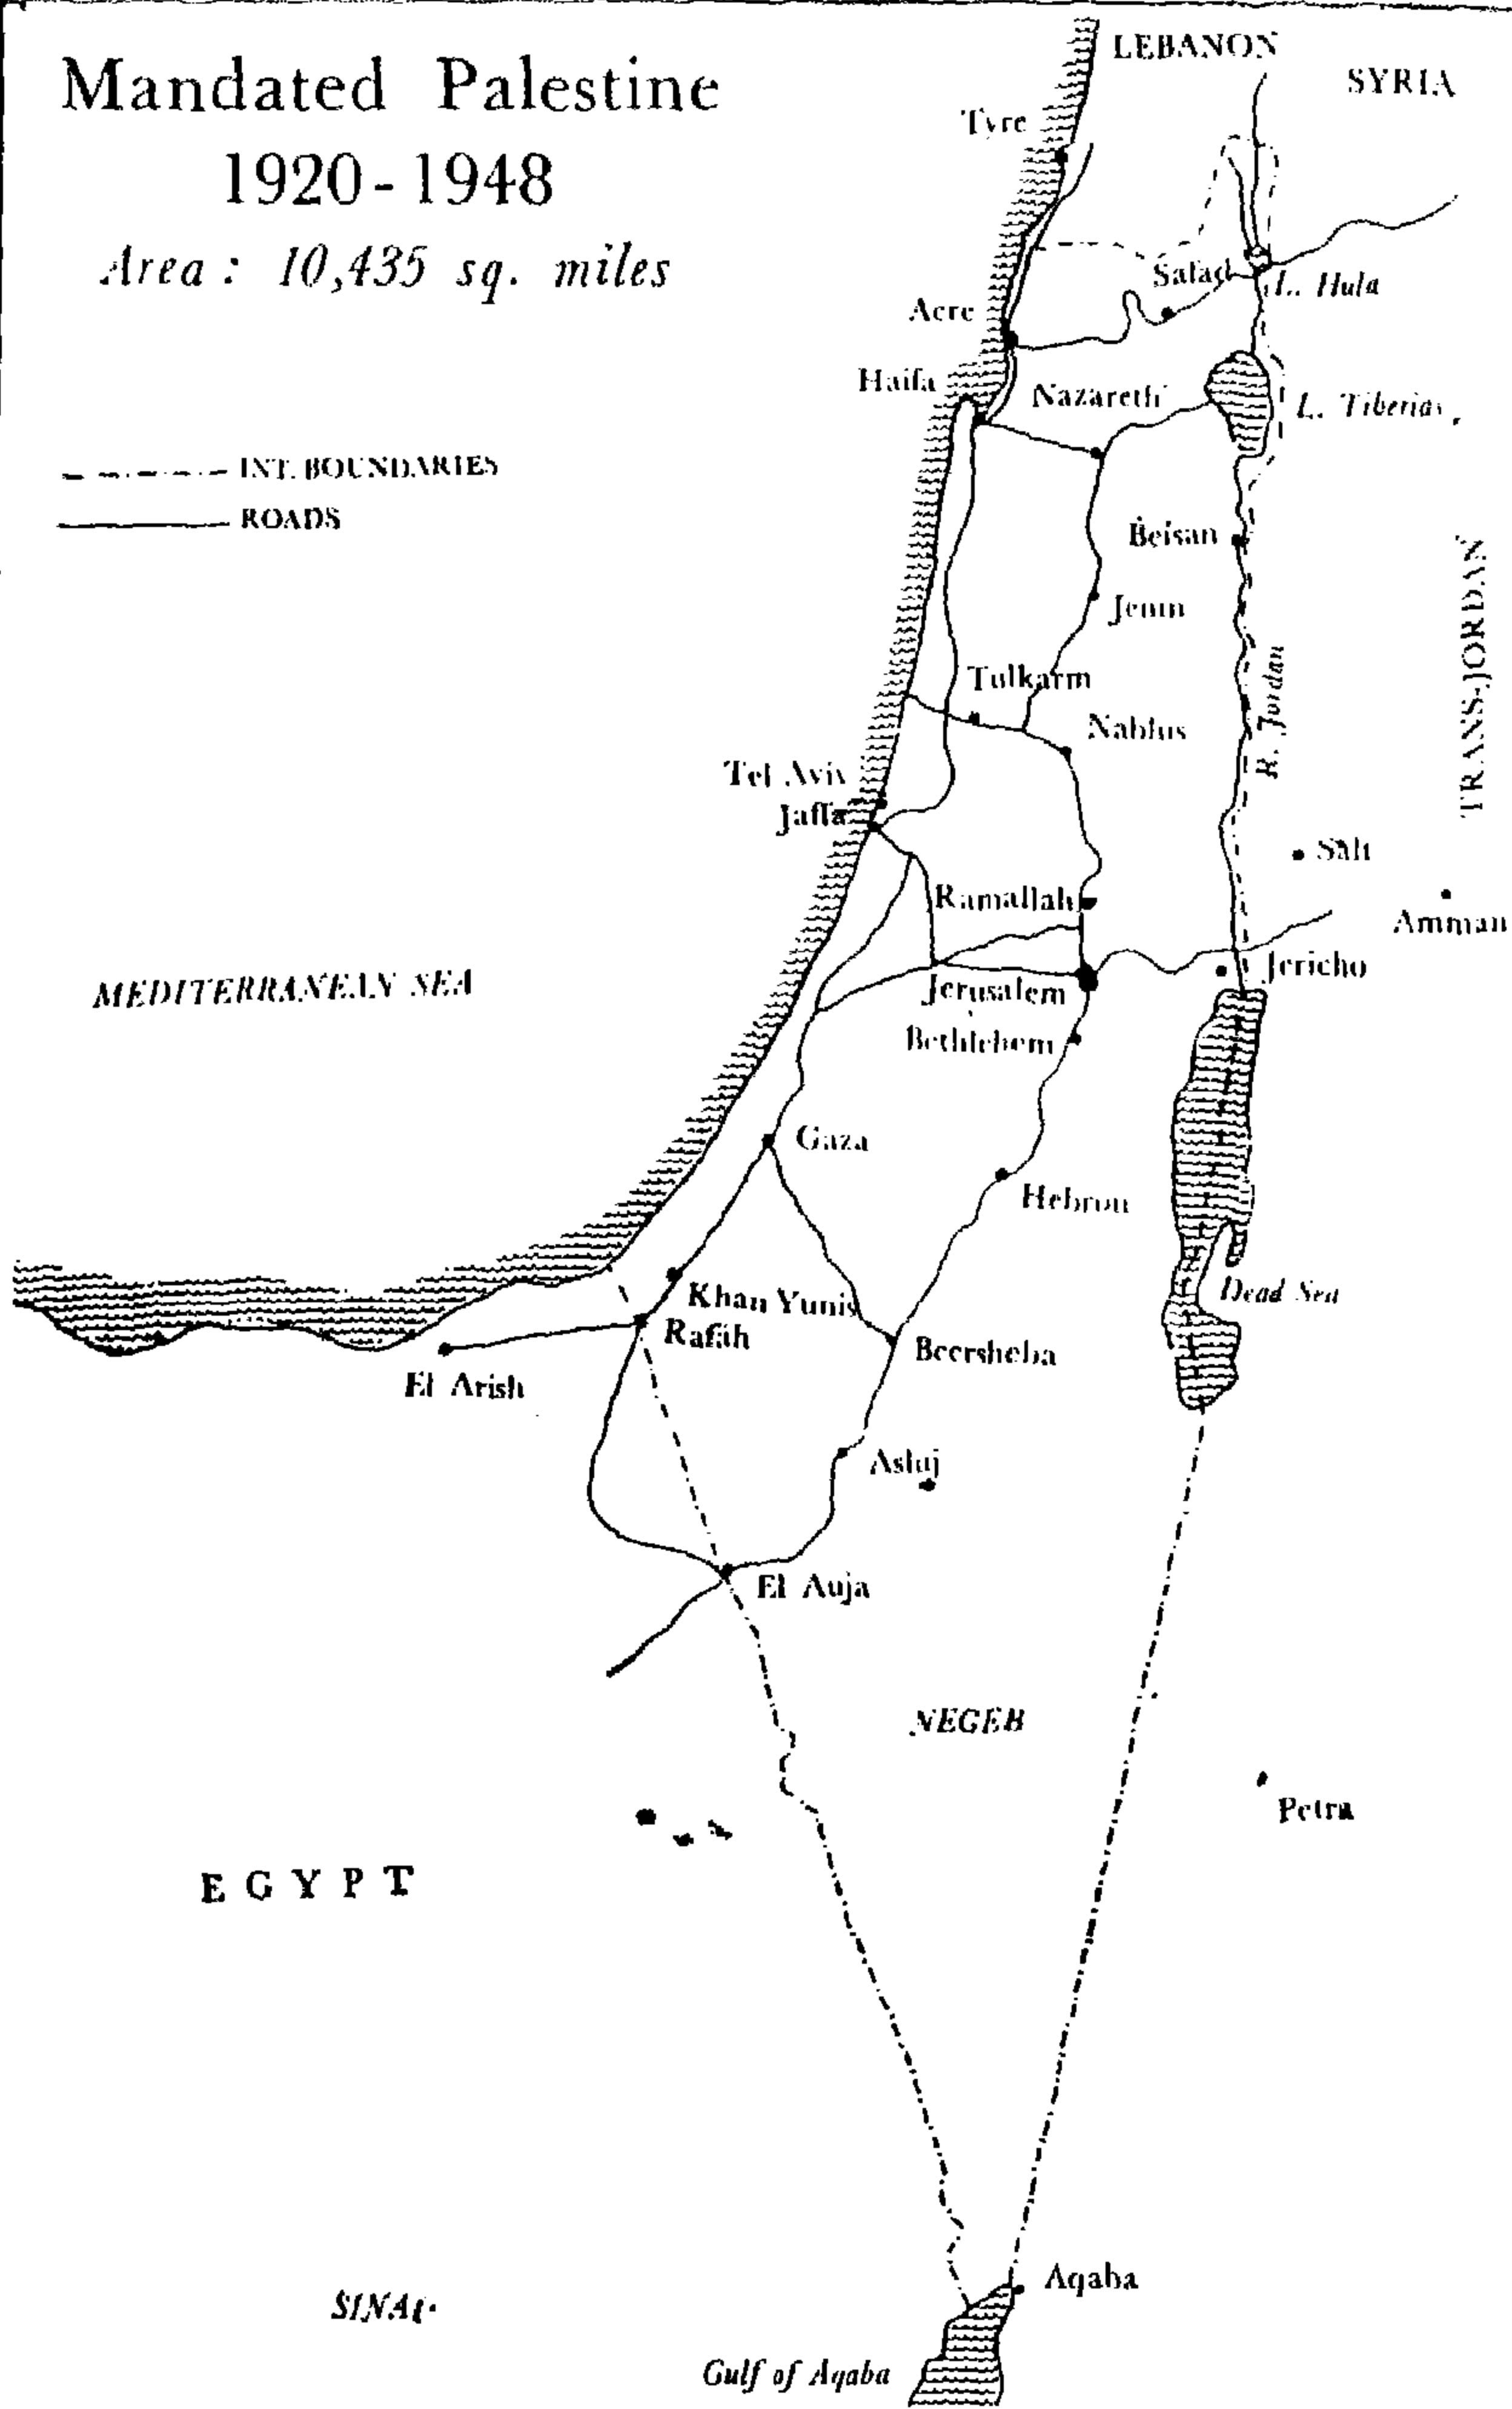 Mandated Palestine
1920-1948
Area : 10,435 sq. miles
INT. BOUNDARIES
ROADS
LEBANON
SYRIA
Tyre
Safad
L. Hula
Acre
Haifa
Nazareth
L. Tiberias
Beisan
Jenin
TRANS-JORDAN
Tulkarm
R. Jordan
Nablus
Tel Aviv
Jaffa
Salt
Ramallah
Amman
MEDITERRANEAN SEA
Jericho
Jerusalem
Bethlehem
Gaza
Hebron
Dead Sea
Khan Yunis
Rafah
Beersheba
El Arish
Asluj
El Auja
NEGEB
Petra
EGYPT
Aqaba
SINAI
Gulf of Aqaba